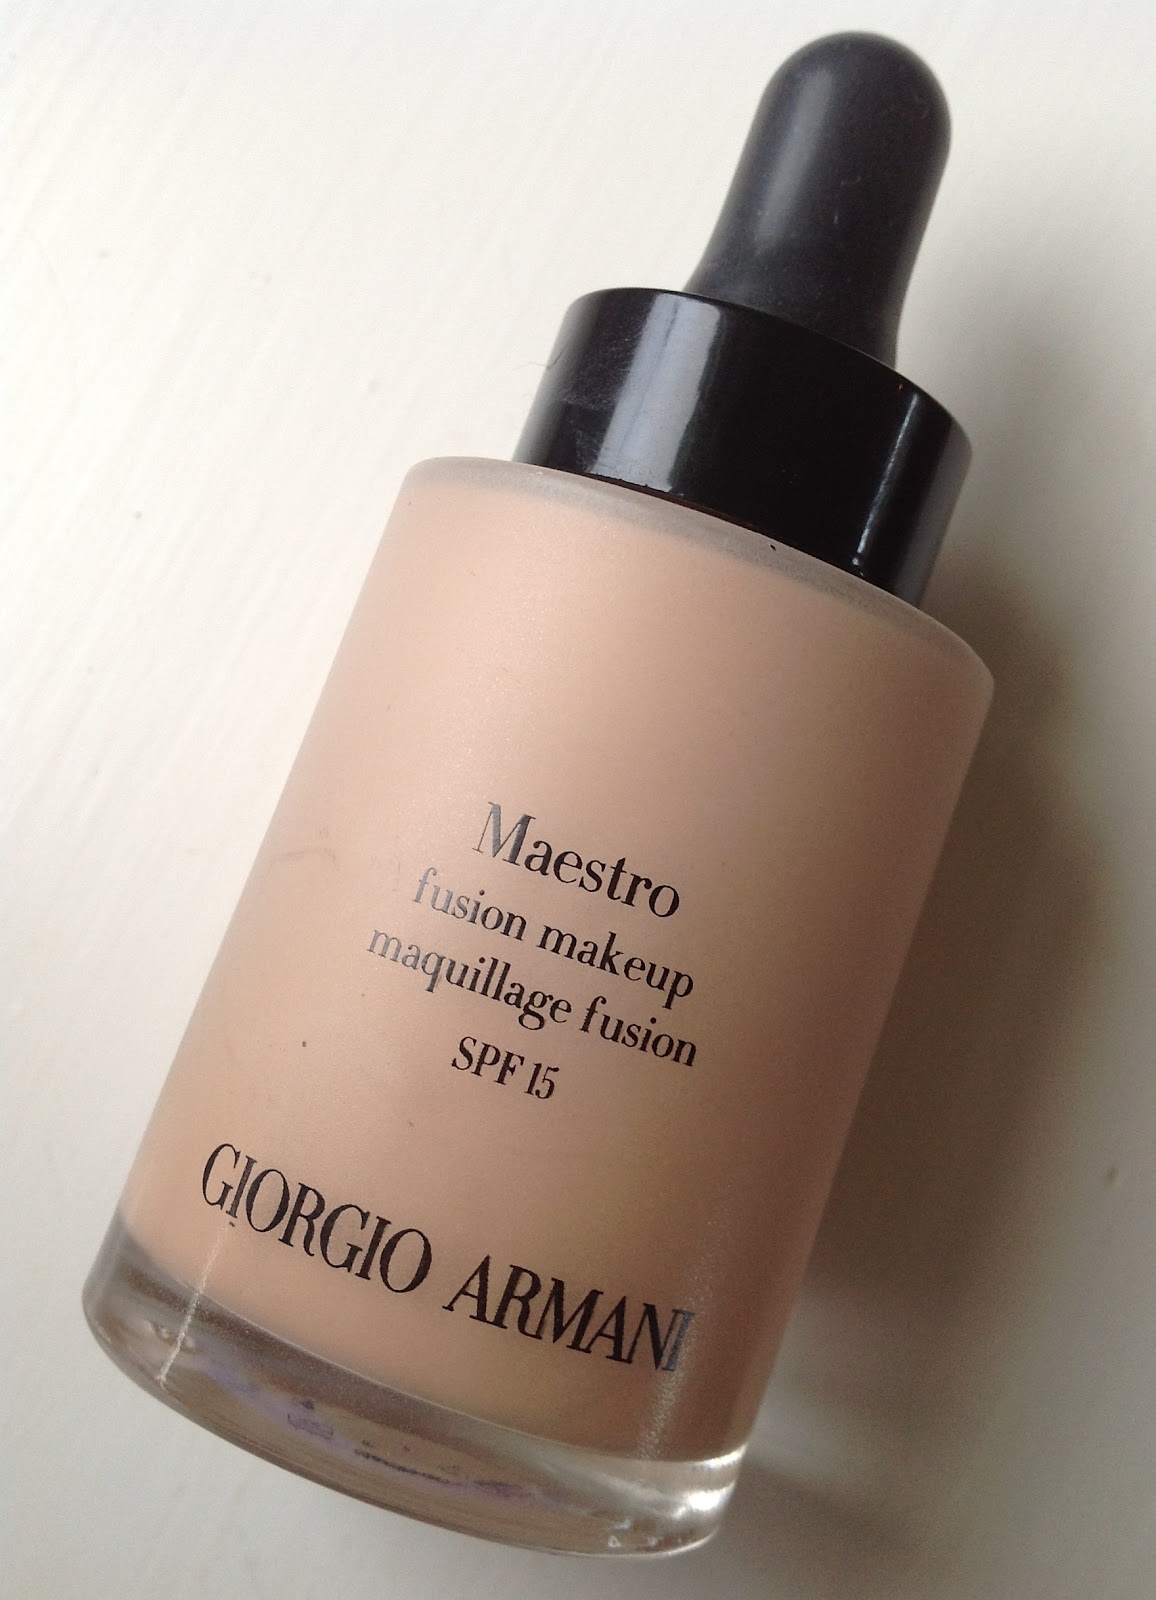 Maestro
fusion makeup
maquillage fusion
SPF 15
GIORGIO ARMANI